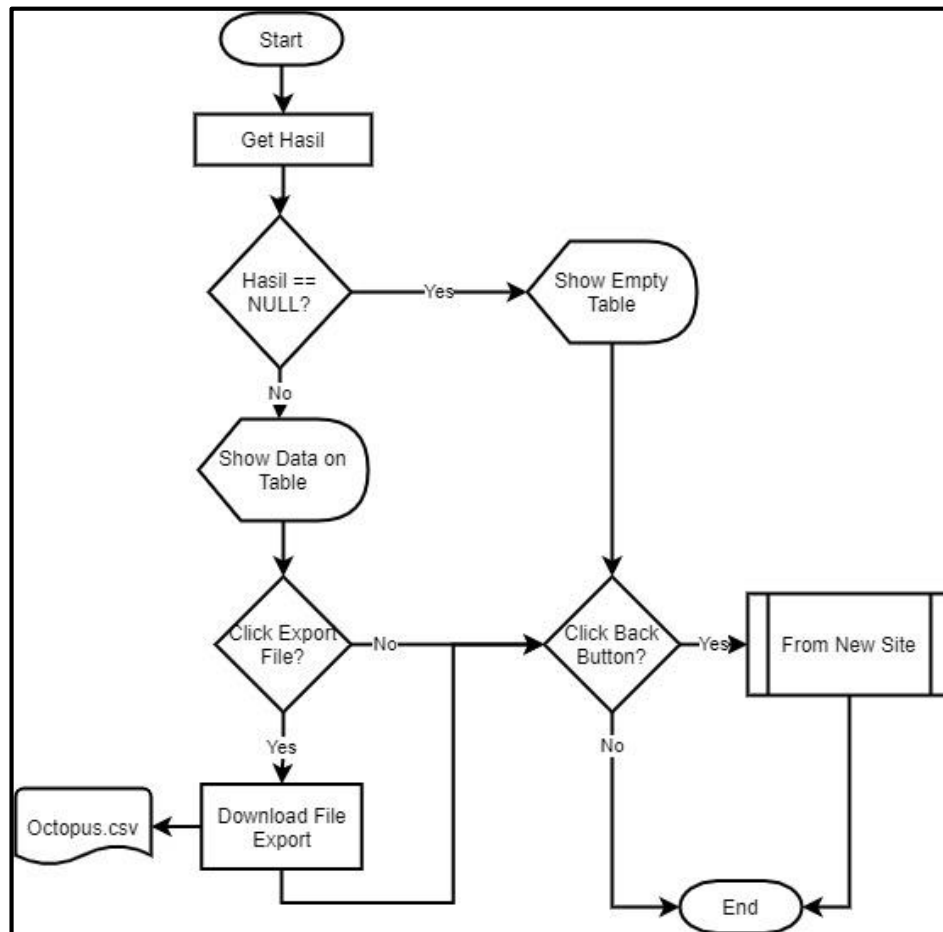 Start
Get Hasil
Hasil ==
NULL?
Yes
Show Empty
Table
No
Show Data on
Table
Click Export
File?
No
Click Back
Button?
Yes
From New Site
Yes
No
Octopus.csv
Download File
Export
End